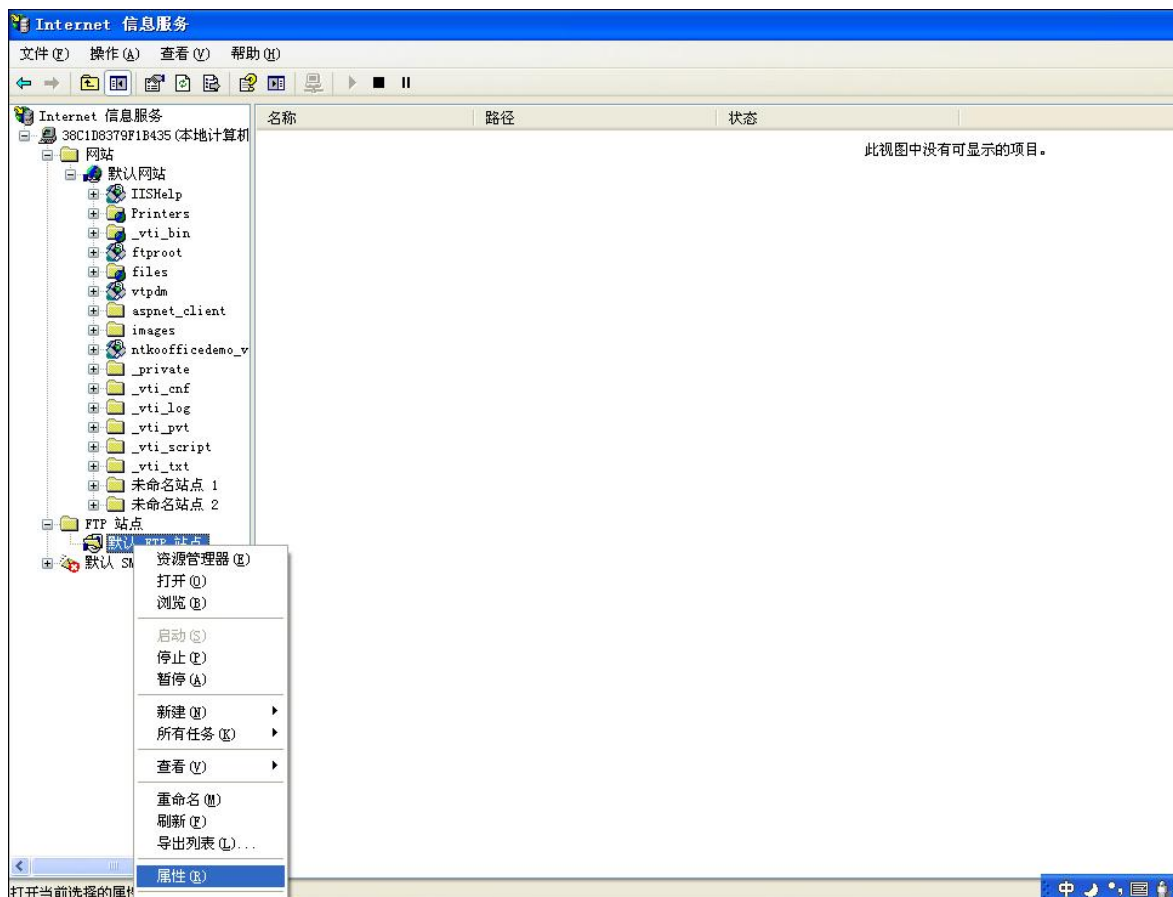 Internet 信息服务
文件(F) 操作(A) 查看(V) 帮助(H)
Internet 信息服务
38C1D8379F1B435(本地计算机
网站
默认网站
IISHelp
Printers
_vti_bin
ftproot
files
vtpdm
aspnet_client
images
ntkoofficedemo_v
_private
_vti_cnf
_vti_log
_vti_pvt
_vti_script
_vti_txt
未命名站点 1
未命名站点 2
FTP 站点
默认 FTP 站点
默认 SM
名称 路径 状态
此视图中没有可显示的项目。
资源管理器(E)
打开(O)
浏览(B)
启动(S)
停止(P)
暂停(A)
新建(N)
所有任务(K)
查看(V)
重命名(M)
刷新(F)
导出列表(L)...
属性(R)
打开当前选择的属性
中